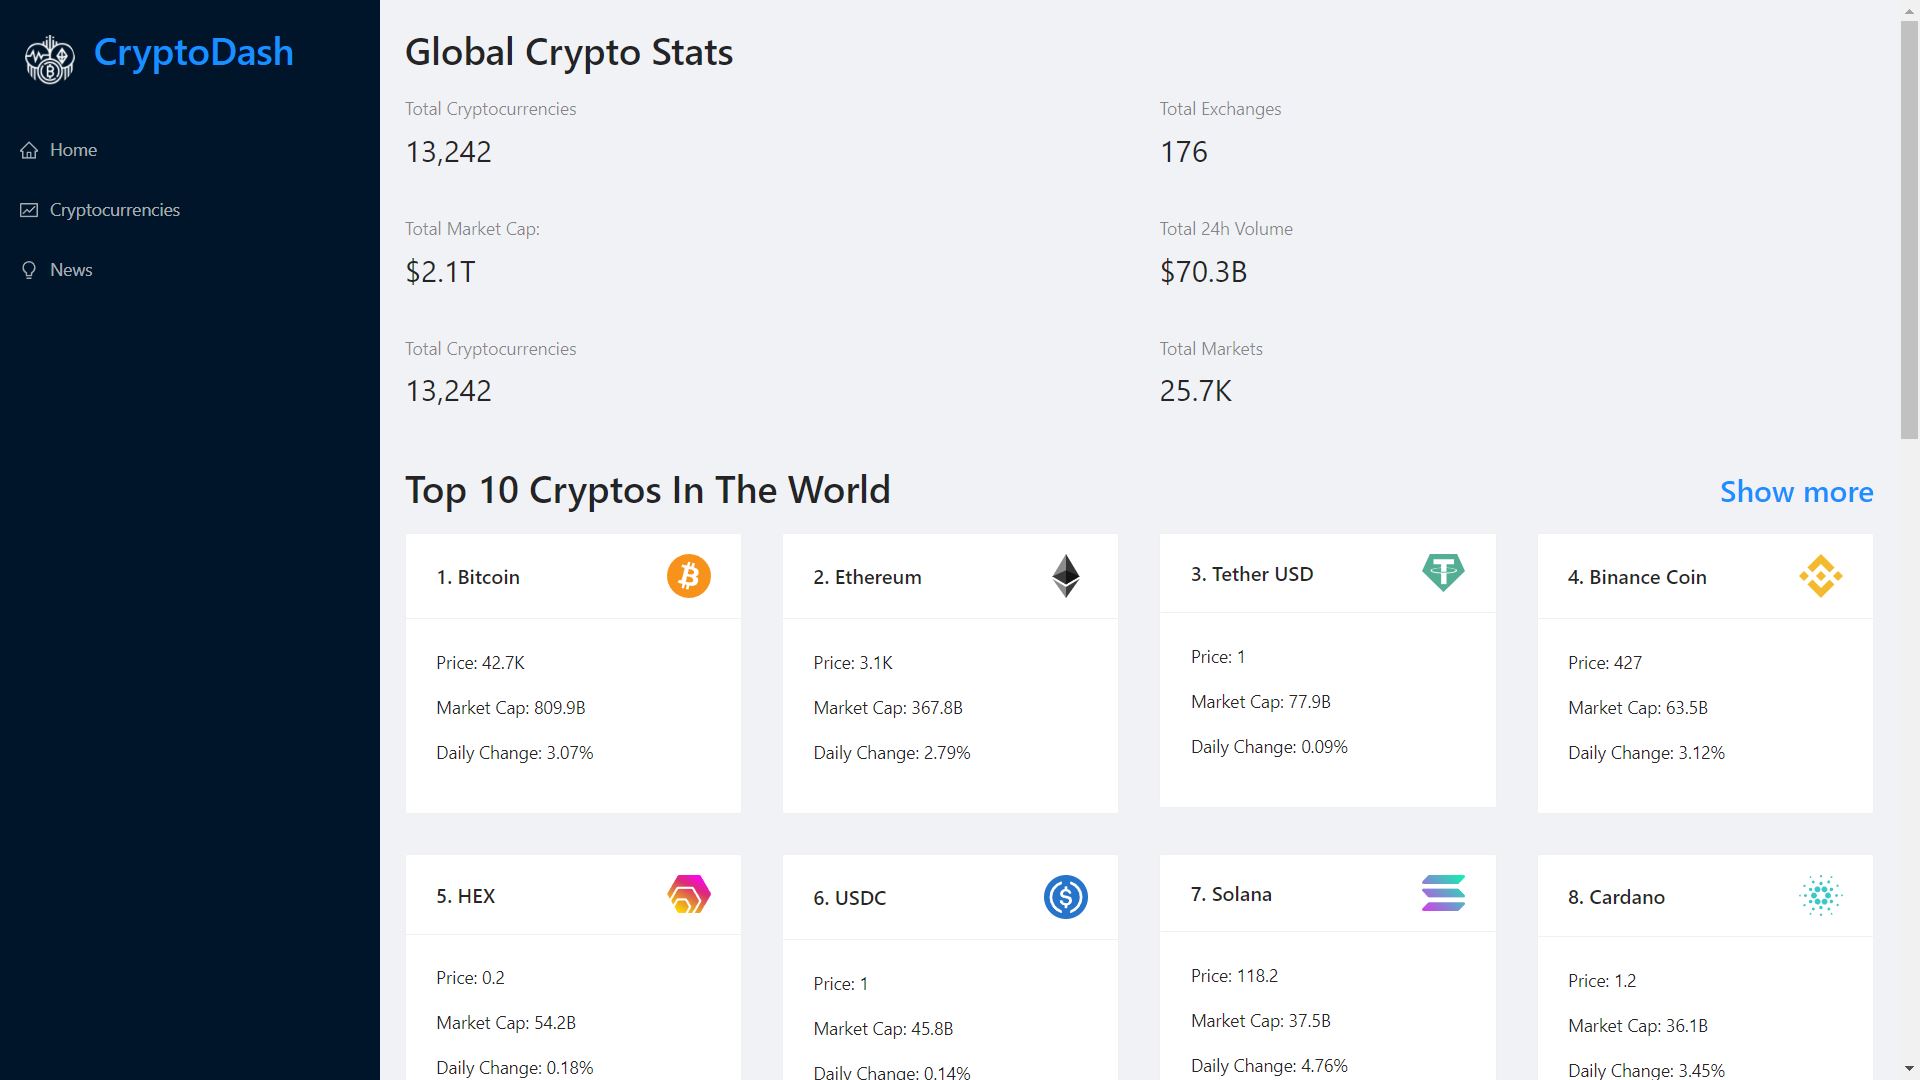 CryptoDash
Home
Cryptocurrencies
News
Global Crypto Stats
Total Cryptocurrencies
13,242
Total Exchanges
176
Total Market Cap:
$2.1T
Total 24h Volume
$70.3B
Total Cryptocurrencies
13,242
Total Markets
25.7K
Top 10 Cryptos In The World
Show more
1. Bitcoin
Price: 42.7K
Market Cap: 809.9B
Daily Change: 3.07%
2. Ethereum
Price: 3.1K
Market Cap: 367.8B
Daily Change: 2.79%
3. Tether USD
Price: 1
Market Cap: 77.9B
Daily Change: 0.09%
4. Binance Coin
Price: 427
Market Cap: 63.5B
Daily Change: 3.12%
5. HEX
Price: 0.2
Market Cap: 54.2B
Daily Change: 0.18%
6. USDC
Price: 1
Market Cap: 45.8B
Daily Change: 0.14%
7. Solana
Price: 118.2
Market Cap: 37.5B
Daily Change: 4.76%
8. Cardano
Price: 1.2
Market Cap: 36.1B
Daily Change: 3.45%